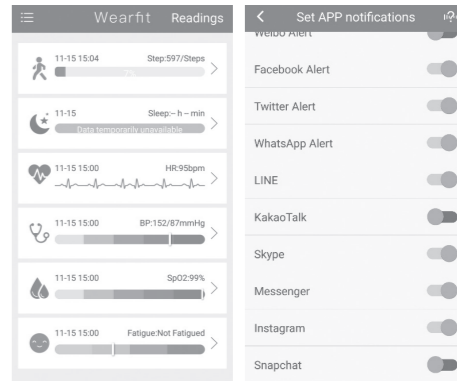 Wearfit Readings
11-15 15:04 Step:597/Steps
7%
11-15 Sleep:-- h -- min
Data temporarily unavailable
11-15 15:00 HR:95bpm
11-15 15:00 BP:152/87mmHg
11-15 15:00 SpO2:99%
11-15 15:00 Fatigue:Not Fatigued
Set APP notifications
Weibo Alert
Facebook Alert
Twitter Alert
WhatsApp Alert
LINE
KakaoTalk
Skype
Messenger
Instagram
Snapchat